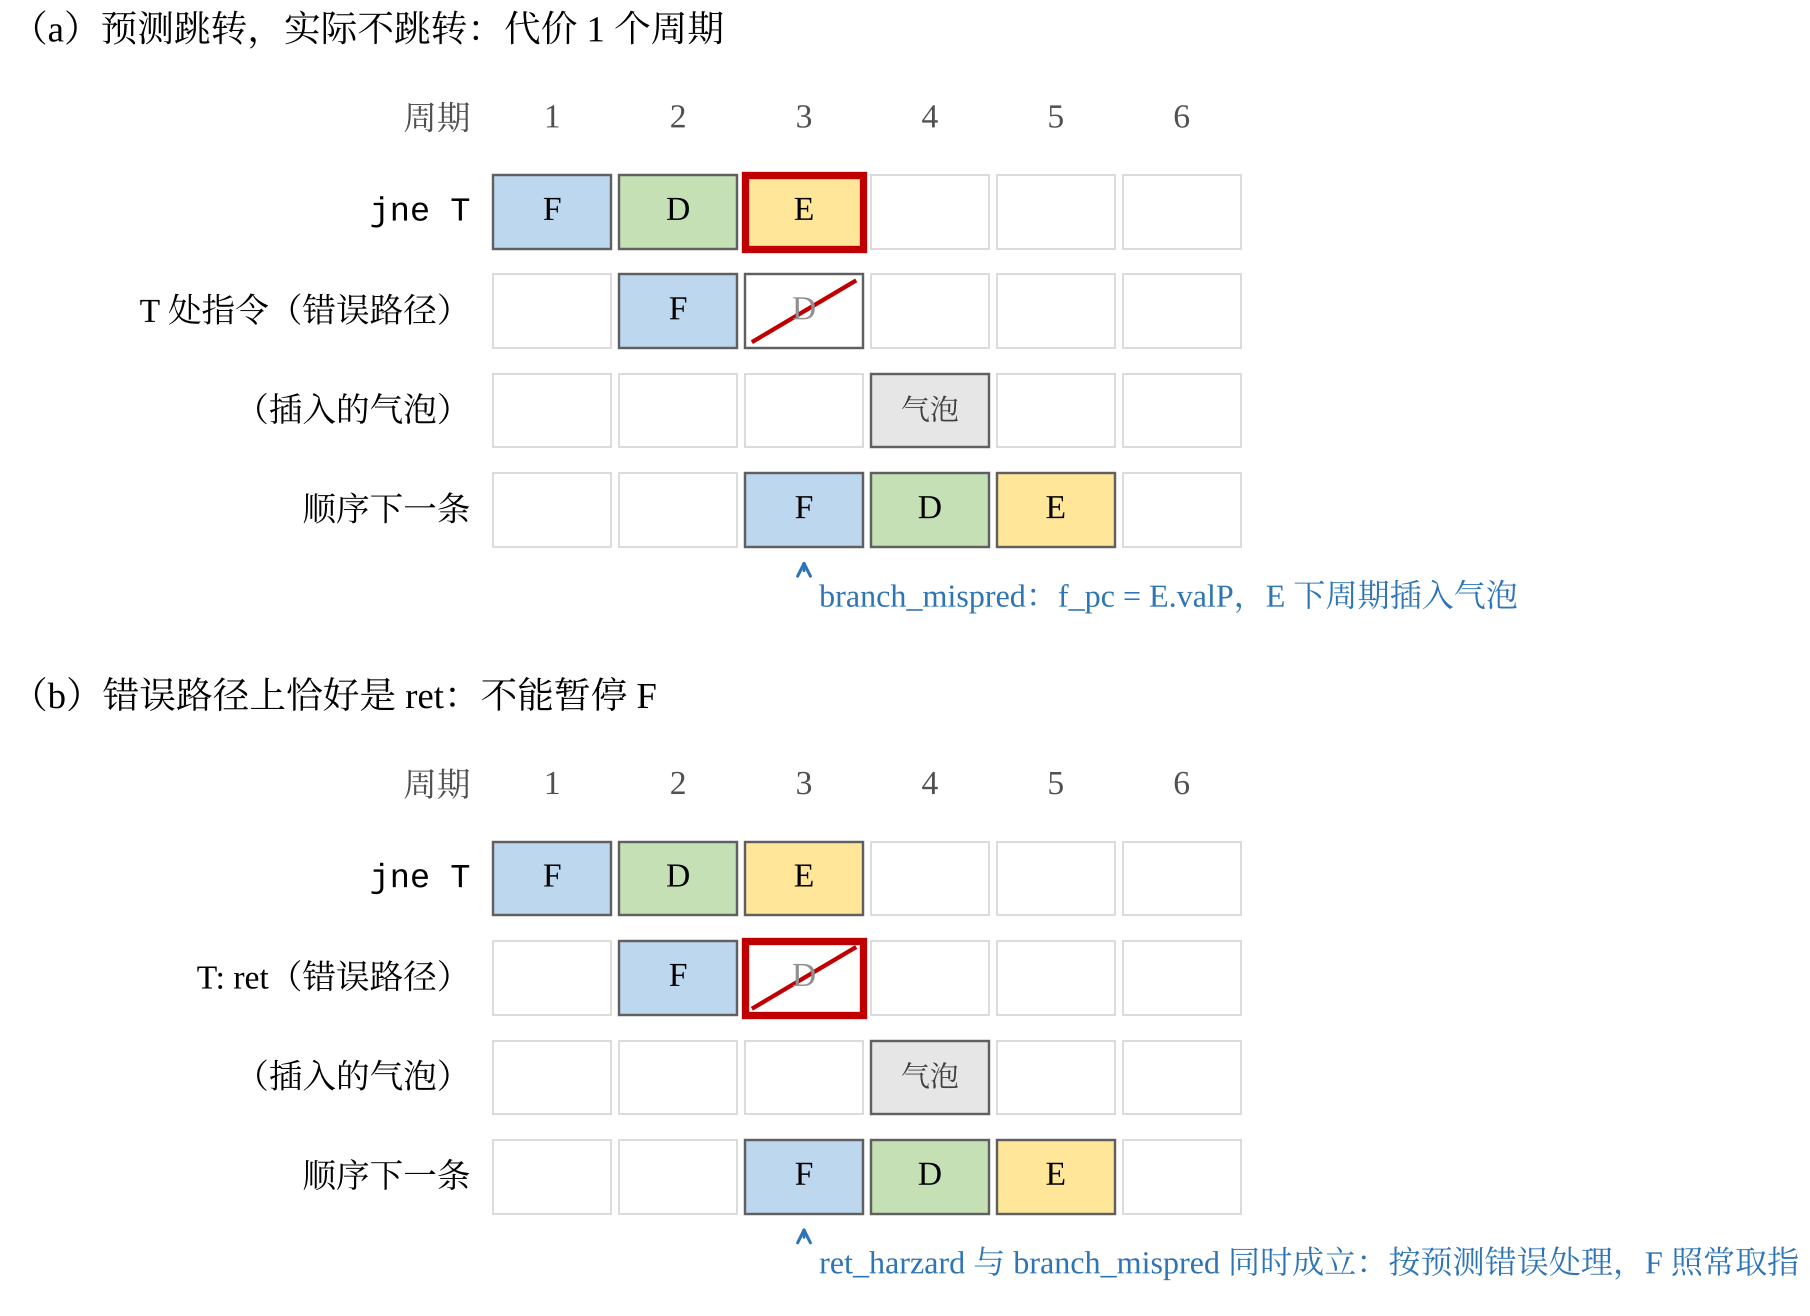 （a）预测跳转，实际不跳转：代价 1 个周期
周期 1 2 3 4 5 6
jne T F D E
T 处指令（错误路径） F D
（插入的气泡） 气泡
顺序下一条 F D E
branch_mispred：f_pc = E.valP，E 下周期插入气泡
（b）错误路径上恰好是 ret：不能暂停 F
周期 1 2 3 4 5 6
jne T F D E
T: ret（错误路径） F D
（插入的气泡） 气泡
顺序下一条 F D E
ret_harzard 与 branch_mispred 同时成立：按预测错误处理，F 照常取指